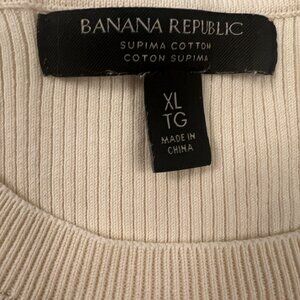 BANANA REPUBLIC
SUPIMA COTTON
COTON SUPIMA
XL
TG
MADE IN
CHINA